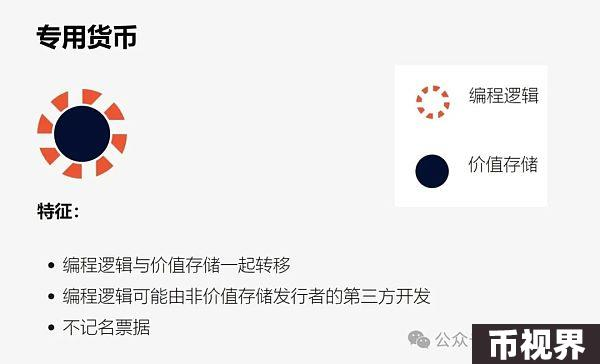 专用货币
编程逻辑
价值存储
特征：
• 编程逻辑与价值存储一起转移
• 编程逻辑可能由非价值存储发行者的第三方开发
• 不记名票据
公众
币视界